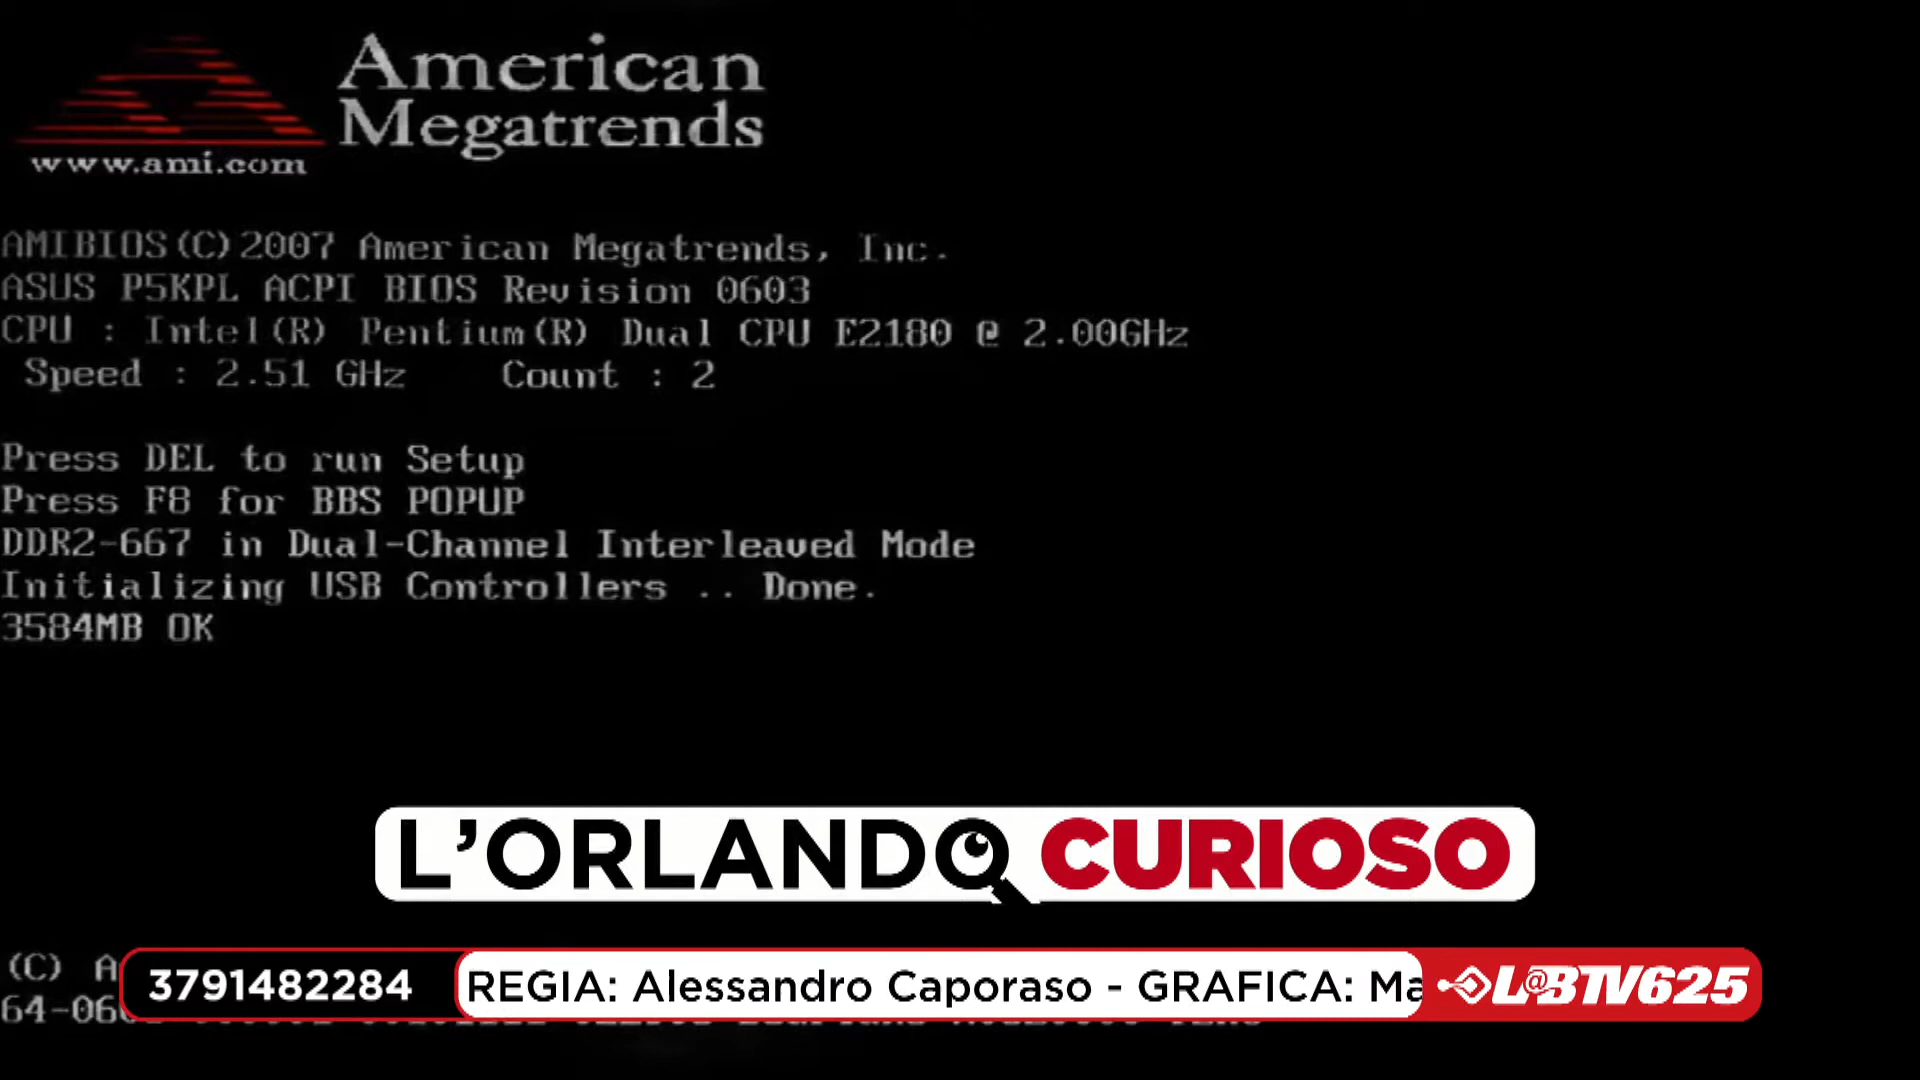 American
Megatrends
www.ami.com
AMIBIOS(C)2007 American Megatrends, Inc.
ASUS P5KPL ACPI BIOS Revision 0603
CPU : Intel(R) Pentium(R) Dual CPU E2180 @ 2.00GHz
Speed : 2.51 GHz Count : 2
Press DEL to run Setup
Press F8 for BBS POPUP
DDR2-667 in Dual-Channel Interleaved Mode
Initializing USB Controllers .. Done.
3584MB OK
L'ORLANDO CURIOSO
(C) A
3791482284 REGIA: Alessandro Caporaso - GRAFICA: Ma L@BTV625